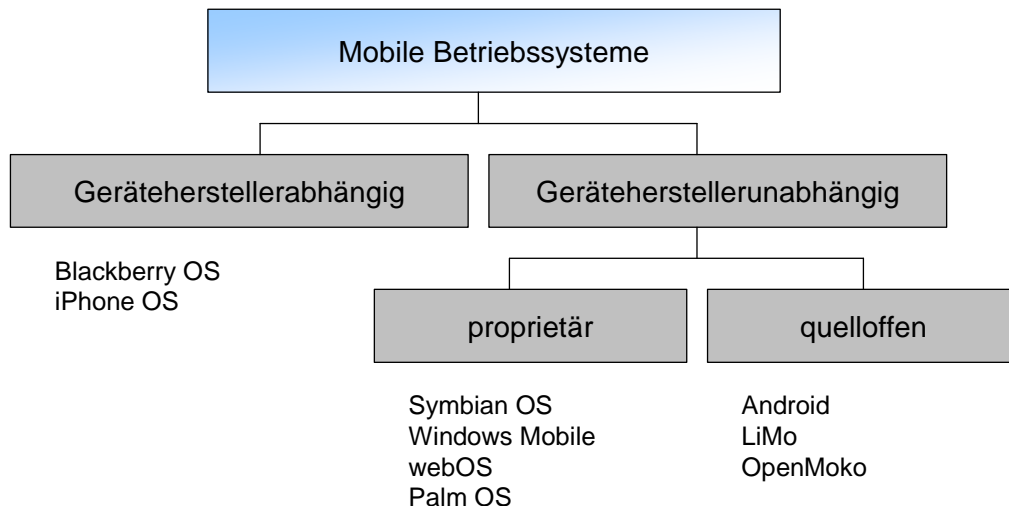 Mobile Betriebssysteme
Geräteherstellerabhängig
Geräteherstellerunabhängig
Blackberry OS
iPhone OS
proprietär
quelloffen
Symbian OS
Windows Mobile
webOS
Palm OS
Android
LiMo
OpenMoko